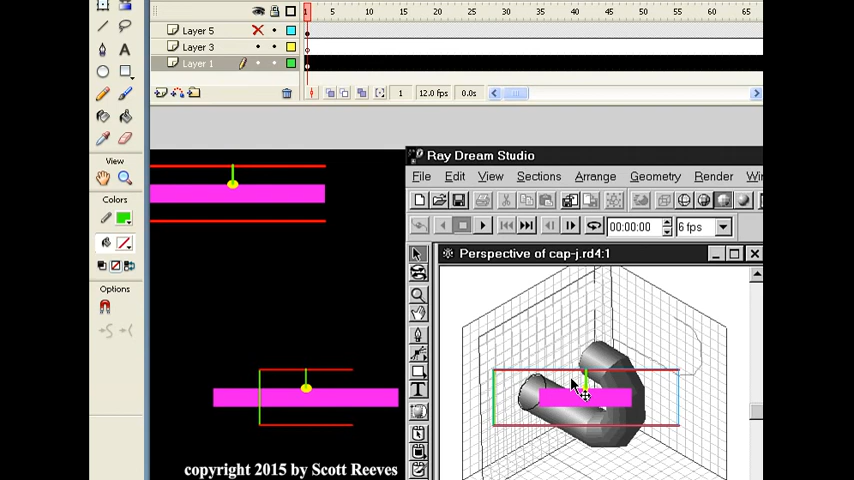 1 5 10 15 20 25 30 35 40 45 50 55 60 65
Layer 5
Layer 3
Layer 1
1 12.0 fps 0.0s
View
Colors
Options
Ray Dream Studio
File Edit View Sections Arrange Geometry Render
00:00:00 6 fps
Perspective of cap-j.rd4:1
copyright 2015 by Scott Reeves